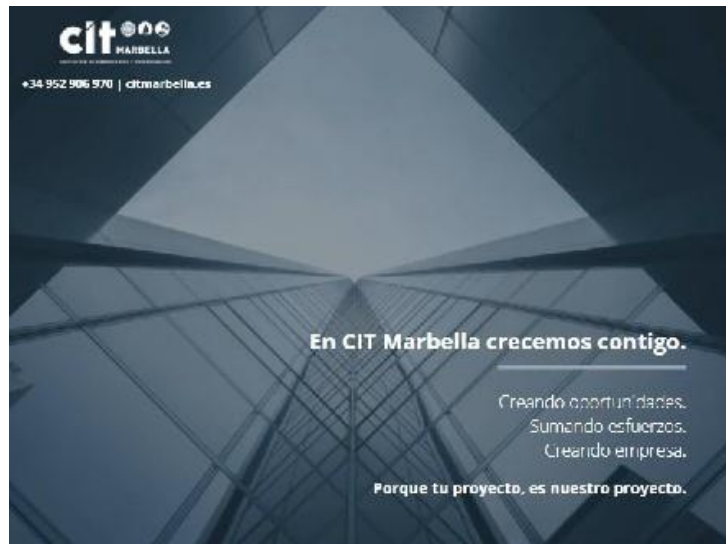 cit
MARBELLA
+34 952 906 970 | citmarbella.es
En CIT Marbella crecemos contigo.
Creando oportunidades.
Sumando esfuerzos.
Creando empresa.
Porque tu proyecto, es nuestro proyecto.